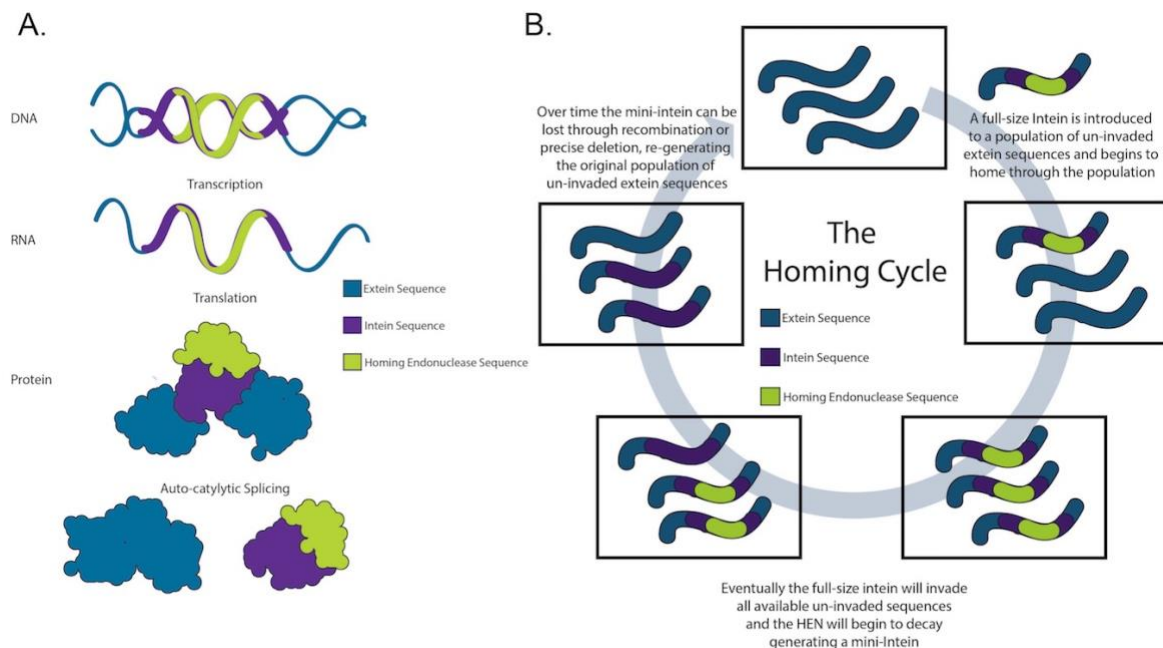 A.
DNA
Transcription
RNA
Extein Sequence
Translation
Intein Sequence
Homing Endonuclease Sequence
Protein
Auto-catylytic Splicing
B.
Over time the mini-intein can be
lost through recombination or
precise deletion, re-generating
the original population of
un-invaded extein sequences
A full-size Intein is introduced
to a population of un-invaded
extein sequences and begins to
home through the population
The
Homing Cycle
Extein Sequence
Intein Sequence
Homing Endonuclease Sequence
Eventually the full-size intein will invade
all available un-invaded sequences
and the HEN will begin to decay
generating a mini-Intein